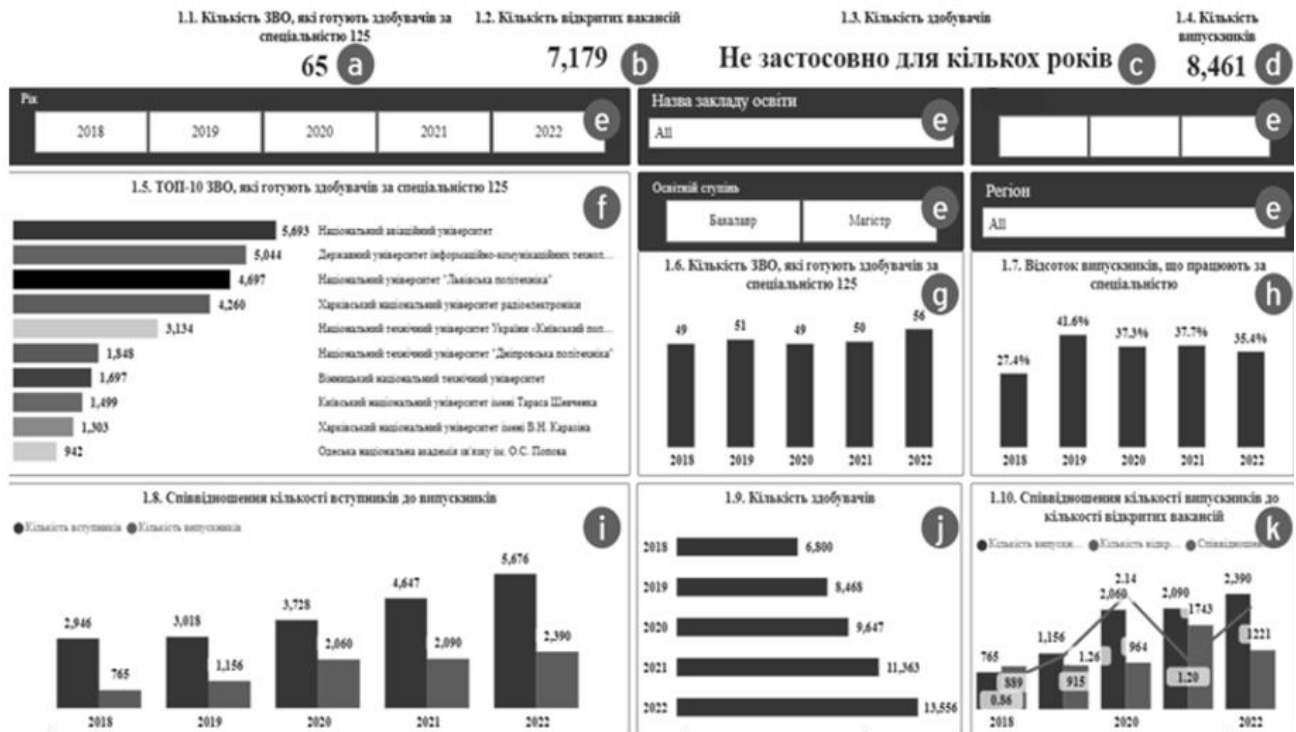 1.1. Кількість ЗВО, які готують здобувачів за
спеціальністю 125
65
a
1.2. Кількість відкритих вакансій
7,179
b
1.3. Кількість здобувачів
Не застосовно для кількох років
c
1.4. Кількість
випускників
8,461
d
Рік
2018 2019 2020 2021 2022
e
Назва закладу освіти
All
e
e
1.5. ТОП-10 ЗВО, які готують здобувачів за спеціальністю 125
f
5,693 Національний авіаційний університет
5,044 Державний університет інформаційно-комунікаційних технол...
4,697 Національний університет "Львівська політехніка"
4,260 Харківський національний університет радіоелектроніки
3,134 Національний технічний університет України «Київський пол...
1,848 Національний технічний університет "Дніпровська політехніка"
1,697 Вінницький національний технічний університет
1,499 Київський національний університет імені Тараса Шевченка
1,303 Харківський національний університет імені В.Н. Каразіна
942 Одеська національна академія зв'язку ім. О.С. Попова
Освітній ступінь
Бакалавр Магістр
e
Регіон
All
e
1.6. Кількість ЗВО, які готують здобувачів за
спеціальністю 125
g
49 51 49 50 56
2018 2019 2020 2021 2022
1.7. Відсоток випускників, що працюють за
спеціальністю
h
27.4% 41.6% 37.3% 37.7% 35.4%
2018 2019 2020 2021 2022
1.8. Співвідношення кількості вступників до випускників
i
Кількість вступників Кількість випускників
2,946 765 3,018 1,156 3,728 2,060 4,647 2,090 5,676 2,390
2018 2019 2020 2021 2022
1.9. Кількість здобувачів
j
2018 6,800
2019 8,468
2020 9,647
2021 11,363
2022 13,556
1.10. Співвідношення кількості випускників до
кількості відкритих вакансій
k
Кількість випускн... Кількість відкр... Співвідношен
2.14
2,060 2,090 2,390
765 1,156 1.26 964 1743 1221
889 915 1.20
0.86
2018 2020 2022